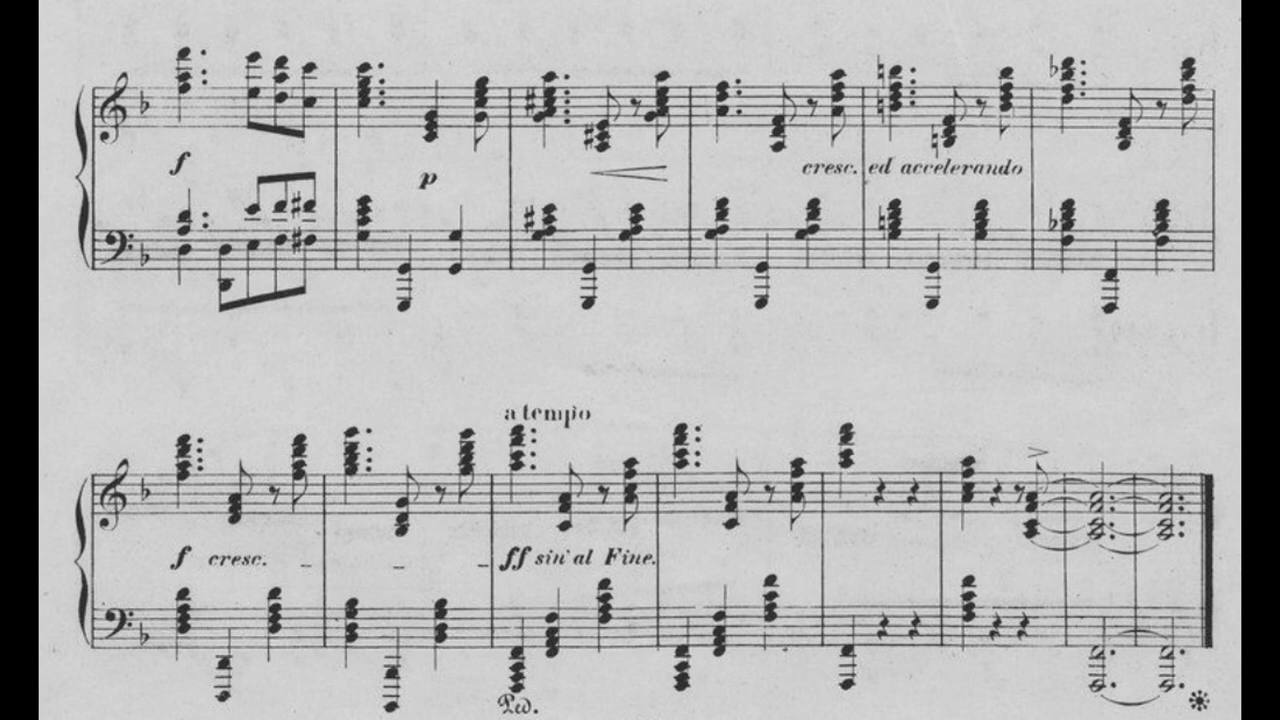 f
p
cresc. ed accelerando
a tempo
f cresc. _ _ _ ff sin' al Fine.
Ped.